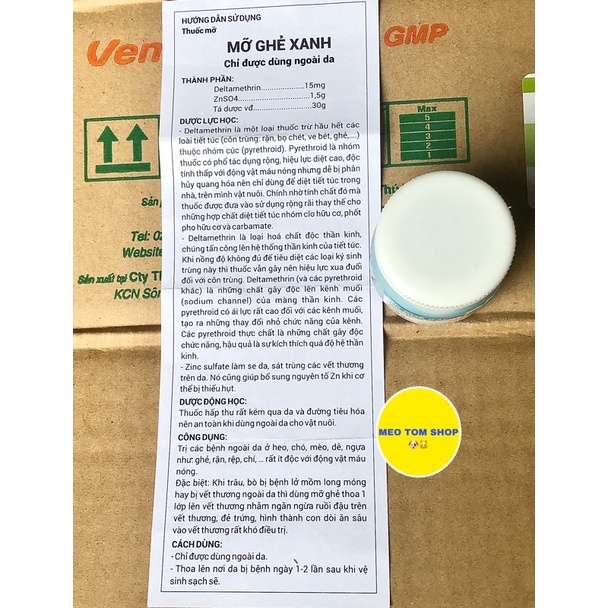 HƯỚNG DẪN SỬ DỤNG
Thuốc mỡ
MỠ GHẺ XANH
Chỉ được dùng ngoài da
THÀNH PHẦN:
Deltamethrin....................15mg
ZnSO4..............................1,5g
Tá dược vđ........................30g
DƯỢC LỰC HỌC:
- Deltamethrin là một loại thuốc trừ hầu hết các
loài tiết túc (côn trùng: rận, bọ chét, ve bét, ghẻ,...)
thuộc nhóm cúc (pyrethroid). Pyrethroid là nhóm
thuốc có phổ tác dụng rộng, hiệu lực diệt cao, độc
tính thấp với động vật máu nóng nhưng dễ bị phân
hủy quang hóa nên chỉ dùng để diệt tiết túc trong
nhà, trên mình vật nuôi. Chính nhờ tính chất đó mà
thuốc được đưa vào sử dụng rộng rãi thay thế cho
những hợp chất diệt tiết túc nhóm clo hữu cơ, phốt
pho hữu cơ và carbamate.
- Deltamethrin là loại hoá chất độc thần kinh,
chúng tấn công lên hệ thống thần kinh của tiết túc.
Khi nồng độ không đủ để tiêu diệt các loại ký sinh
trùng này thì thuốc vẫn gây nên hiệu lực xua đuổi
đối với côn trùng. Deltamethrin (và các pyrethroid
khác) là những chất gây độc lên kênh muối
(sodium channel) của màng thần kinh. Các
pyrethroid có ái lực rất cao đối với các kênh muối,
tạo ra những thay đổi nhỏ chức năng của kênh.
Các pyrethroid thực chất là những chất gây độc
chức năng, hậu quả là sự kích thích quá độ hệ thần
kinh.
- Zinc sulfate làm se da, sát trùng các vết thương
trên da. Nó cũng giúp bổ sung nguyên tố Zn khi cơ
thể bị thiếu hụt.
DƯỢC ĐỘNG HỌC:
Thuốc hấp thu rất kém qua da và đường tiêu hóa
nên an toàn khi dùng ngoài da cho vật nuôi.
CÔNG DỤNG:
Trị các bệnh ngoài da ở heo, chó, mèo, dê, ngựa
như: ghẻ, rận, rệp, chí, ... rất ít độc với động vật máu
nóng.
Đặc biệt: Khi trâu, bò bị bệnh lở mồm long móng
hay bị vết thương ngoài da thì dùng mỡ ghẻ thoa 1
lớp lên vết thương nhằm ngăn ngừa ruồi đậu trên
vết thương, đẻ trứng, hình thành con dòi ăn sâu
vào vết thương rất khó điều trị.
CÁCH DÙNG:
- Chỉ được dùng ngoài da.
- Thoa lên nơi da bị bệnh ngày 1-2 lần sau khi vệ
sinh sạch sẽ.
Vem
GMP
Max
5
4
3
2
1
Sản
Tel: 02
Website
Sản xuất tại Cty TH
KCN Sôn
MEO TOM SHOP